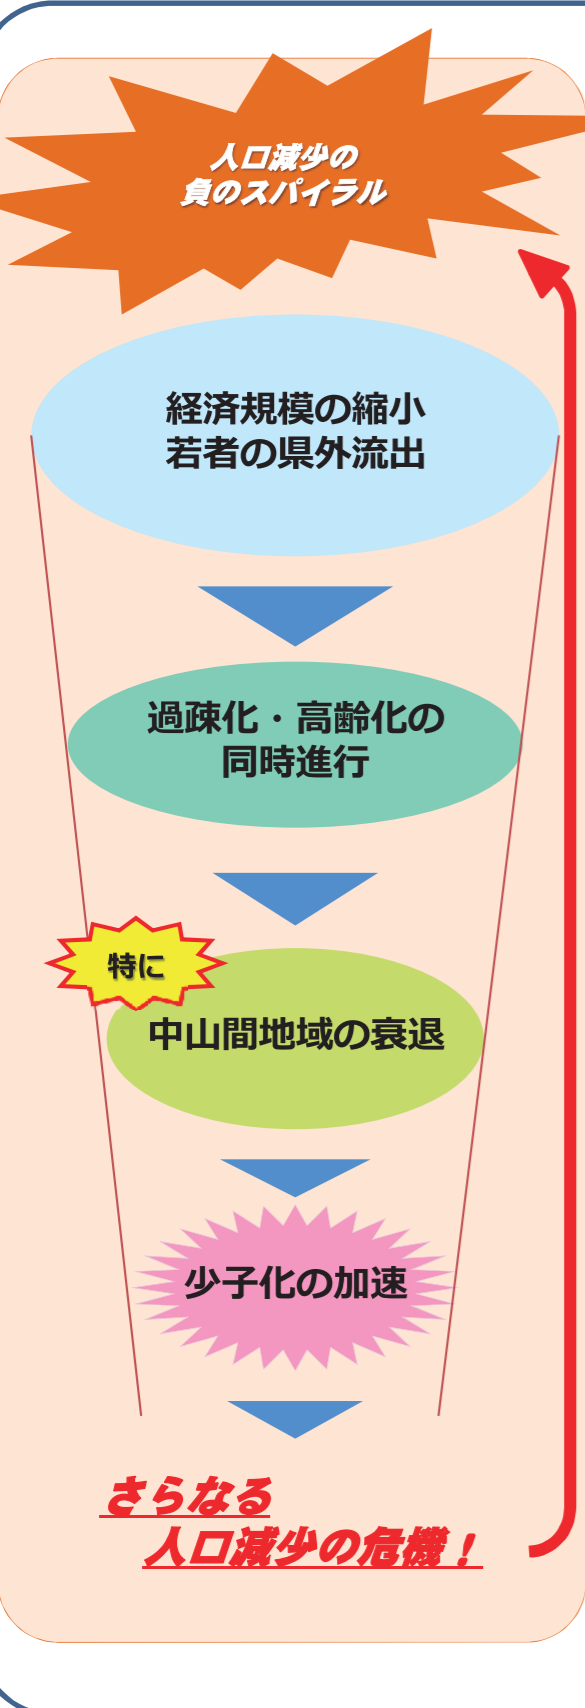 人口減少の
負のスパイラル
経済規模の縮小
若者の県外流出
過疎化・高齢化の
同時進行
特に
中山間地域の衰退
少子化の加速
さらなる
人口減少の危機！